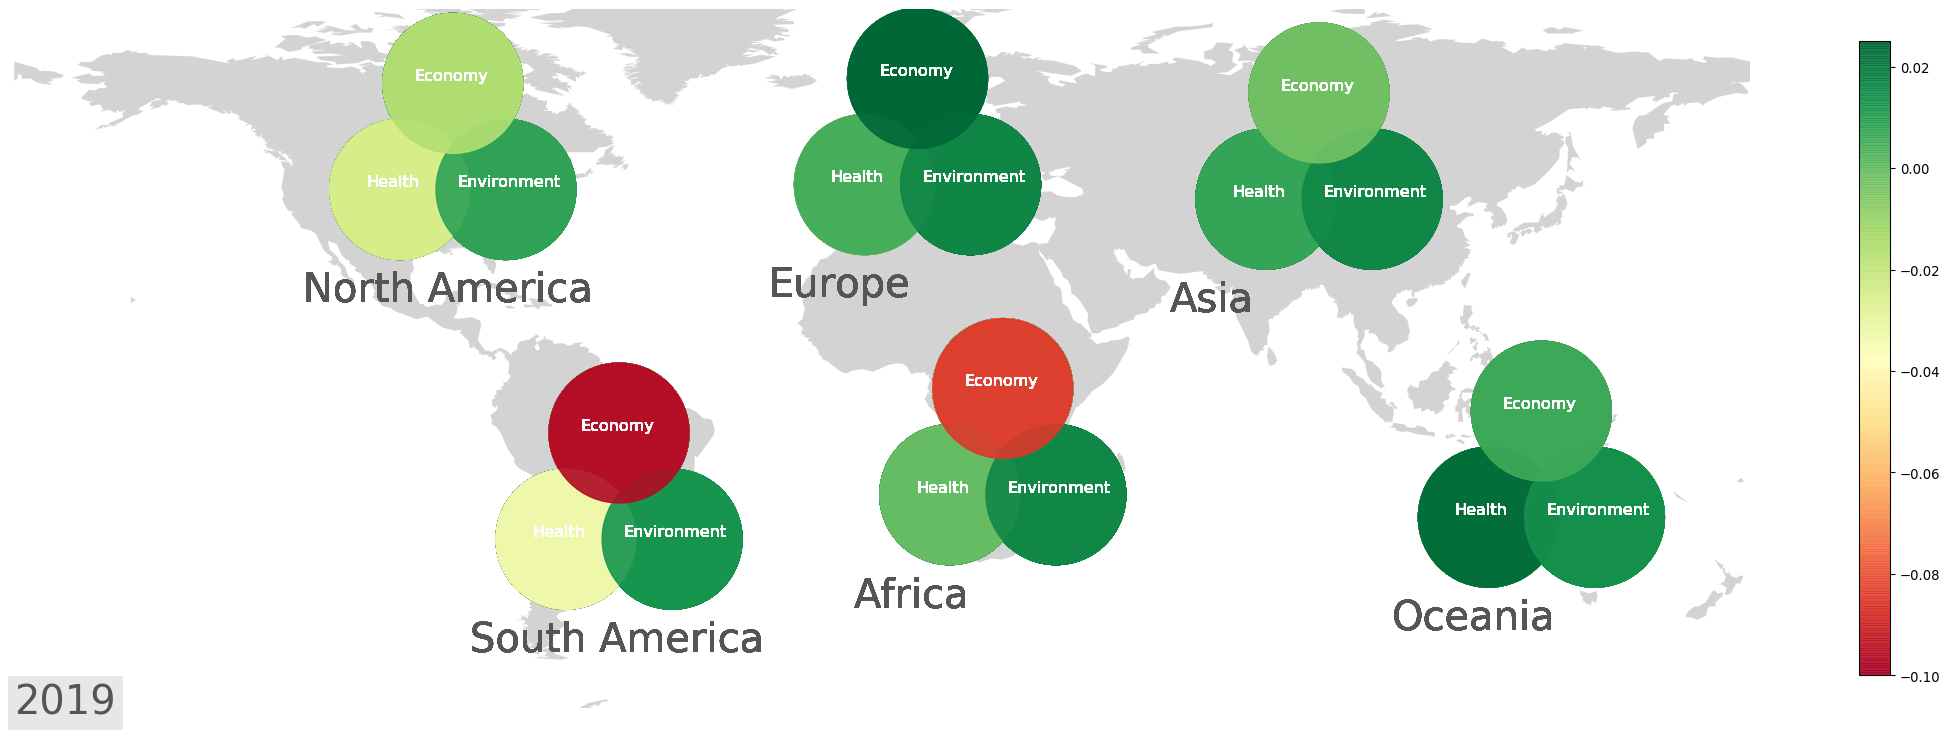 Economy
Health
Environment
North America
Economy
Health
Environment
Europe
Economy
Health
Environment
Asia
Economy
Health
Environment
South America
Economy
Health
Environment
Africa
Economy
Health
Environment
Oceania
2019
0.02
0.00
−0.02
−0.04
−0.06
−0.08
−0.10